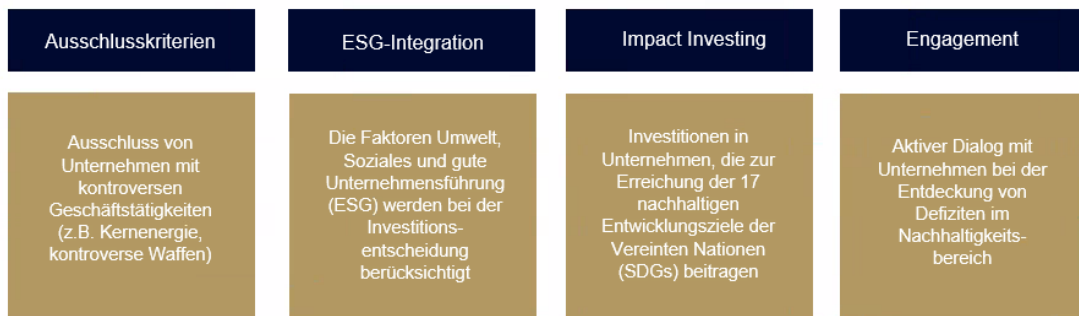 Ausschlusskriterien
Ausschluss von
Unternehmen mit
kontroversen
Geschäftstätigkeiten
(z.B. Kernenergie,
kontroverse Waffen)
ESG-Integration
Die Faktoren Umwelt,
Soziales und gute
Unternehmensführung
(ESG) werden bei der
Investitions-
entscheidung
berücksichtigt
Impact Investing
Investitionen in
Unternehmen, die zur
Erreichung der 17
nachhaltigen
Entwicklungsziele der
Vereinten Nationen
(SDGs) beitragen
Engagement
Aktiver Dialog mit
Unternehmen bei der
Entdeckung von
Defiziten im
Nachhaltigkeits-
bereich